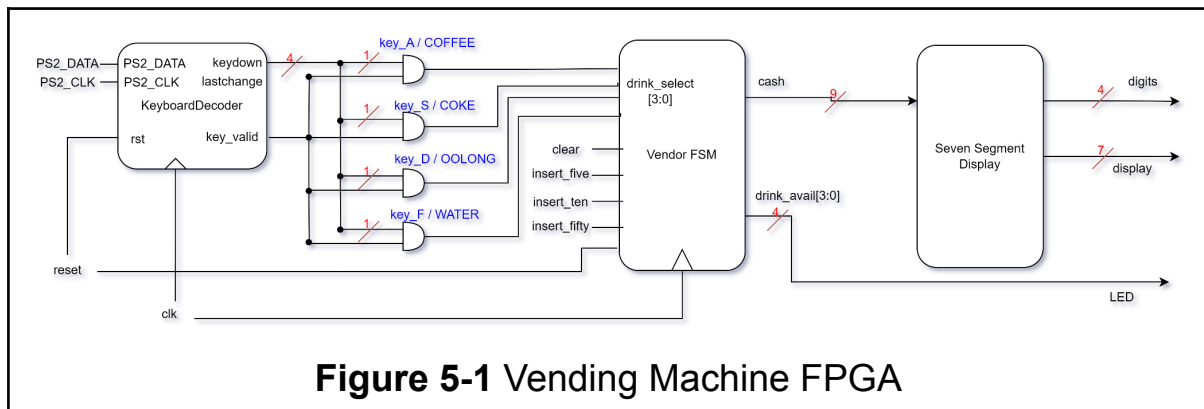 key_A / COFFEE
PS2_DATA
PS2_DATA
keydown
4
1
PS2_CLK
PS2_CLK
lastchange
KeyboardDecoder
rst
key_valid
key_S / COKE
1
key_D / OOLONG
1
key_F / WATER
1
drink_select
[3:0]
clear
Vendor FSM
insert_five
insert_ten
insert_fifty
cash
9
drink_avail[3:0]
4
Seven Segment
Display
4
digits
7
display
LED
reset
clk
Figure 5-1 Vending Machine FPGA